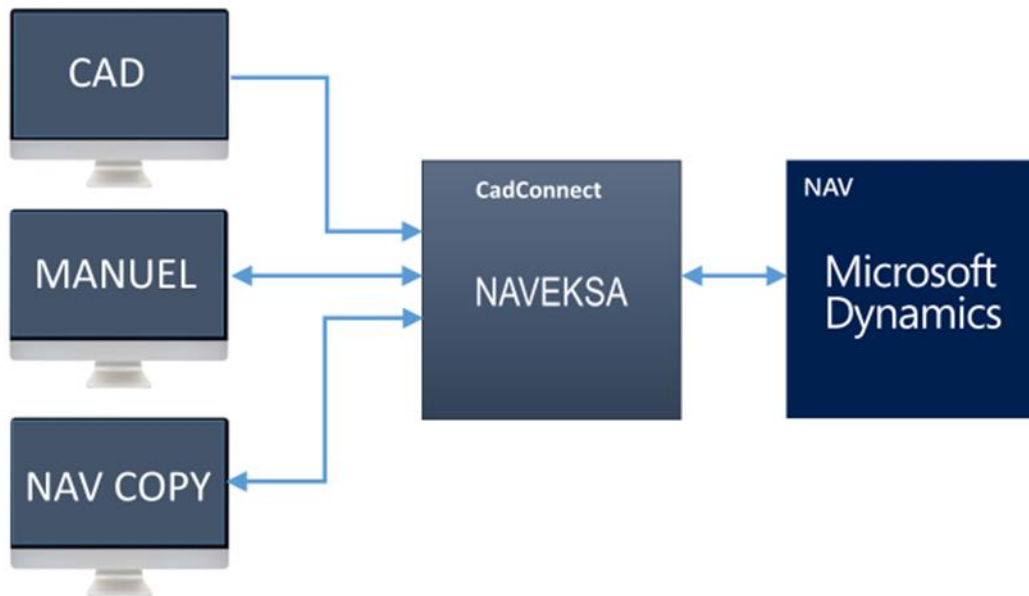 CAD
MANUEL
NAV COPY
CadConnect
NAVEKSA
NAV
Microsoft
Dynamics